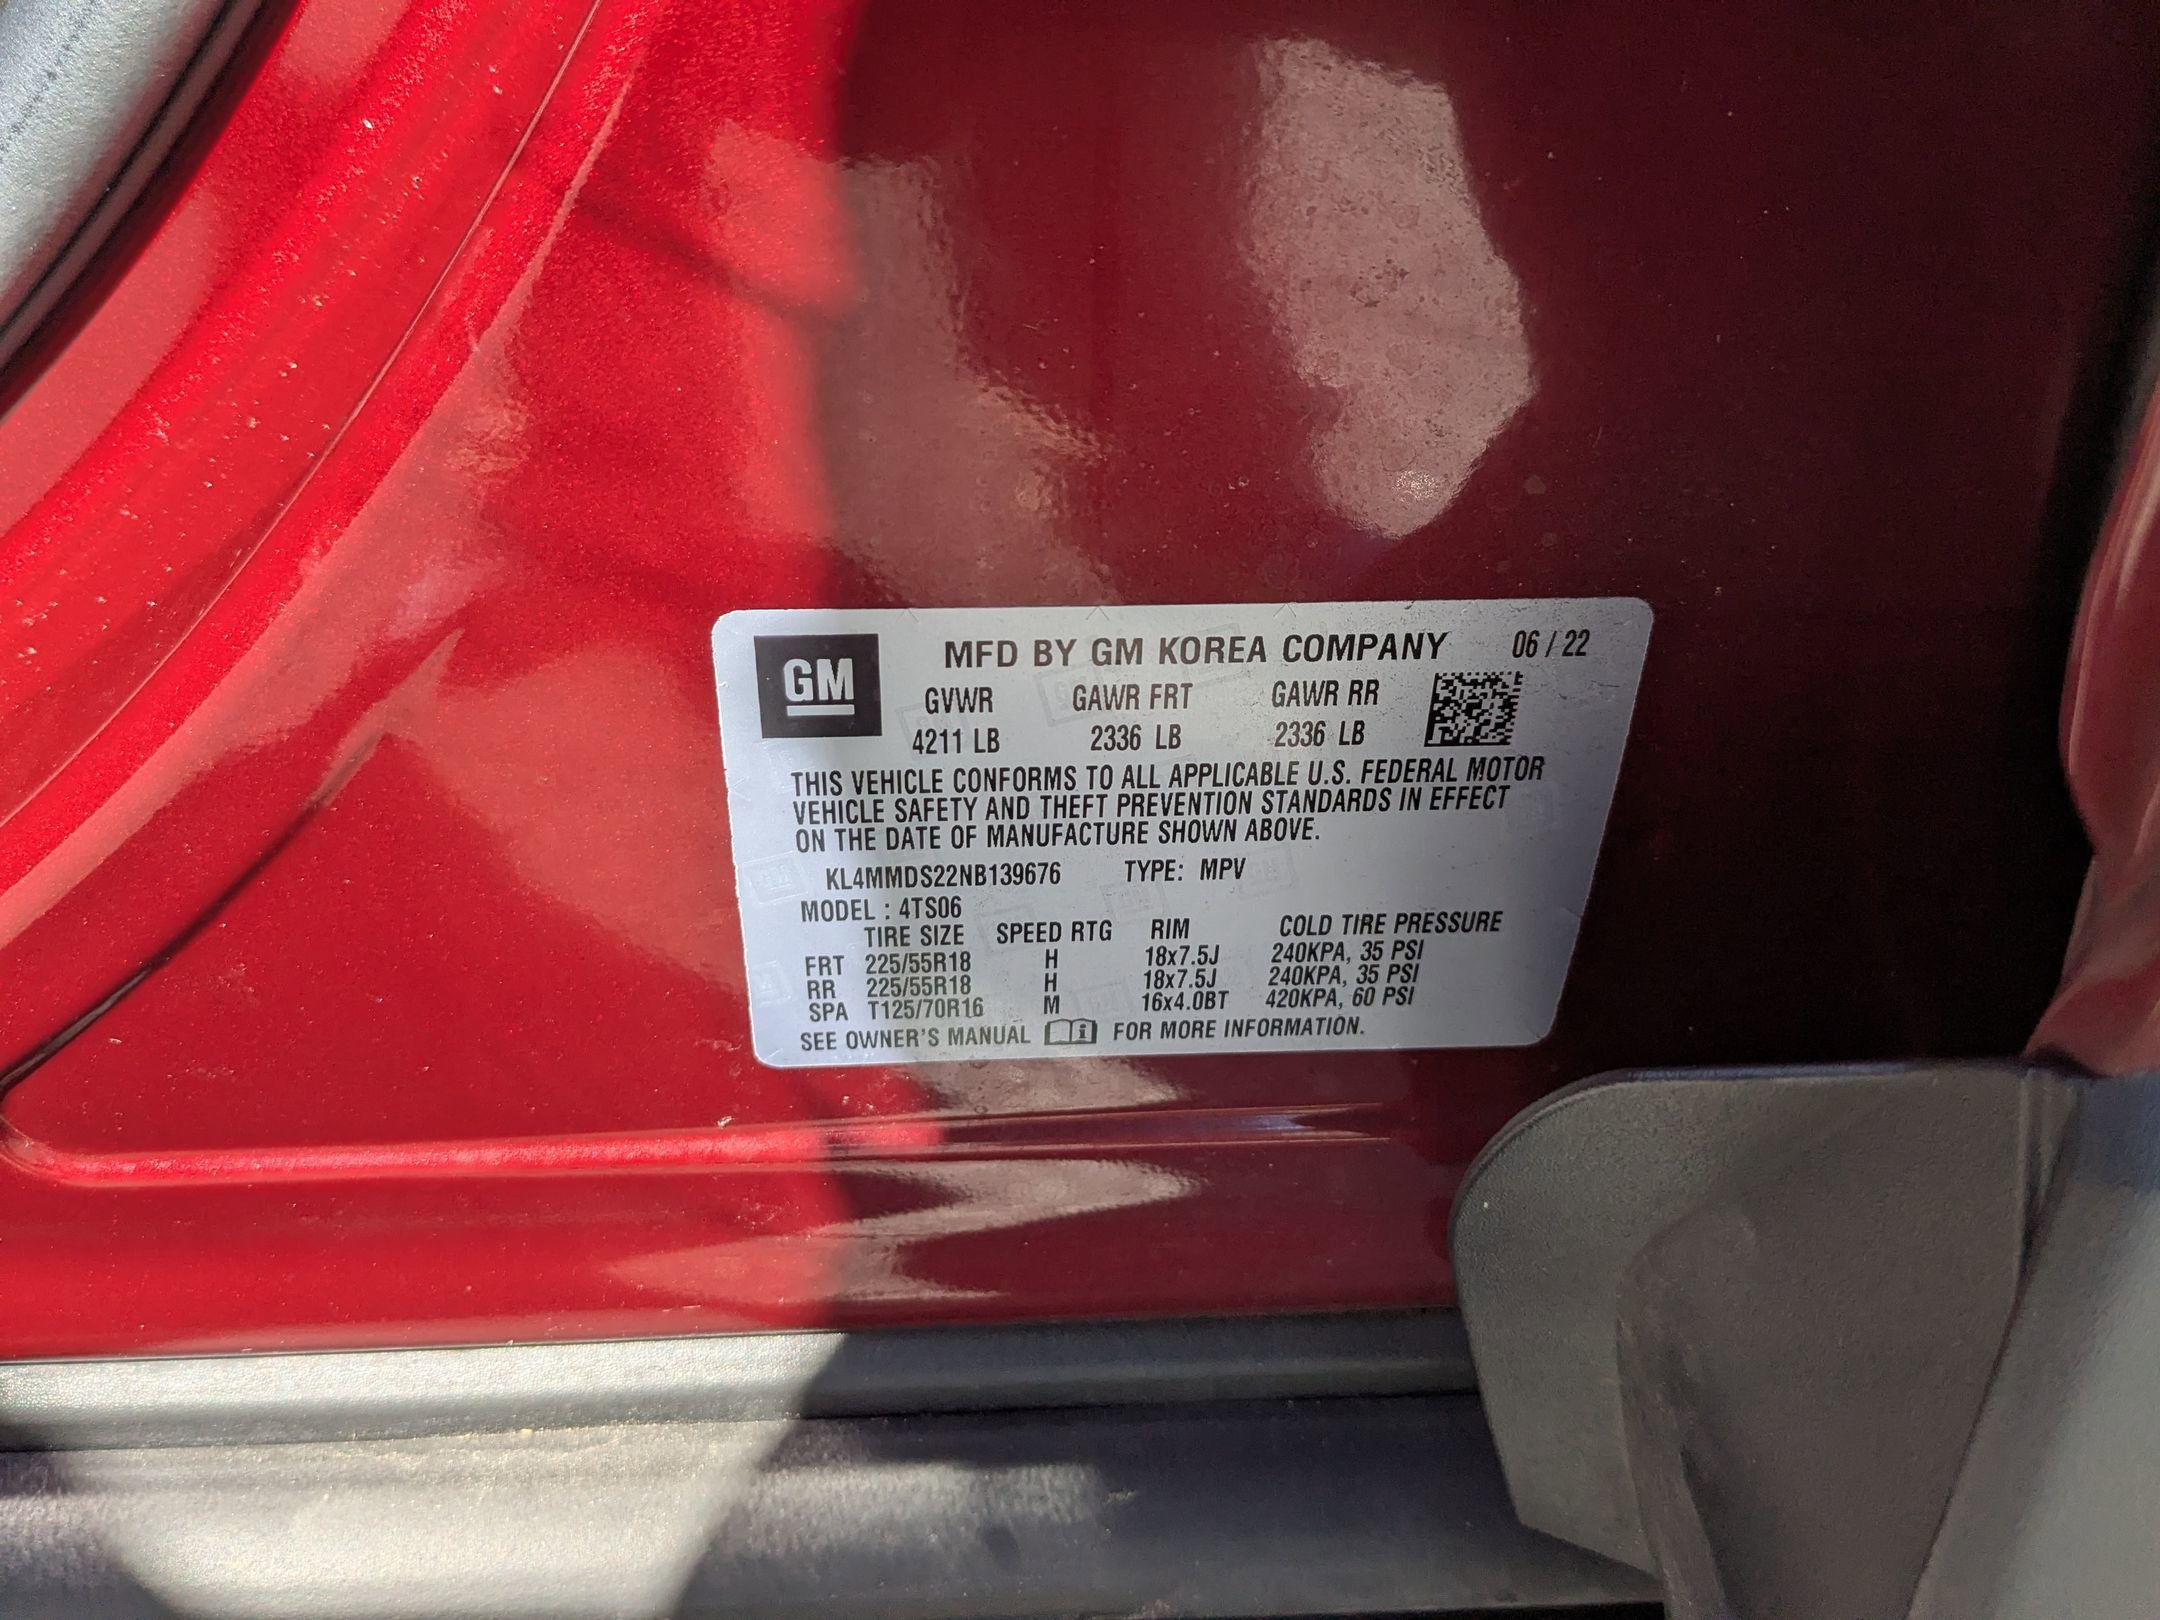 GM MFD BY GM KOREA COMPANY 06 / 22
GVWR GAWR FRT GAWR RR
4211 LB 2336 LB 2336 LB
THIS VEHICLE CONFORMS TO ALL APPLICABLE U.S. FEDERAL MOTOR
VEHICLE SAFETY AND THEFT PREVENTION STANDARDS IN EFFECT
ON THE DATE OF MANUFACTURE SHOWN ABOVE.
KL4MMDS22NB139676 TYPE: MPV
MODEL : 4TS06
TIRE SIZE SPEED RTG RIM COLD TIRE PRESSURE
FRT 225/55R18 H 18x7.5J 240KPA, 35 PSI
RR 225/55R18 H 18x7.5J 240KPA, 35 PSI
SPA T125/70R16 M 16x4.0BT 420KPA, 60 PSI
SEE OWNER'S MANUAL i FOR MORE INFORMATION.